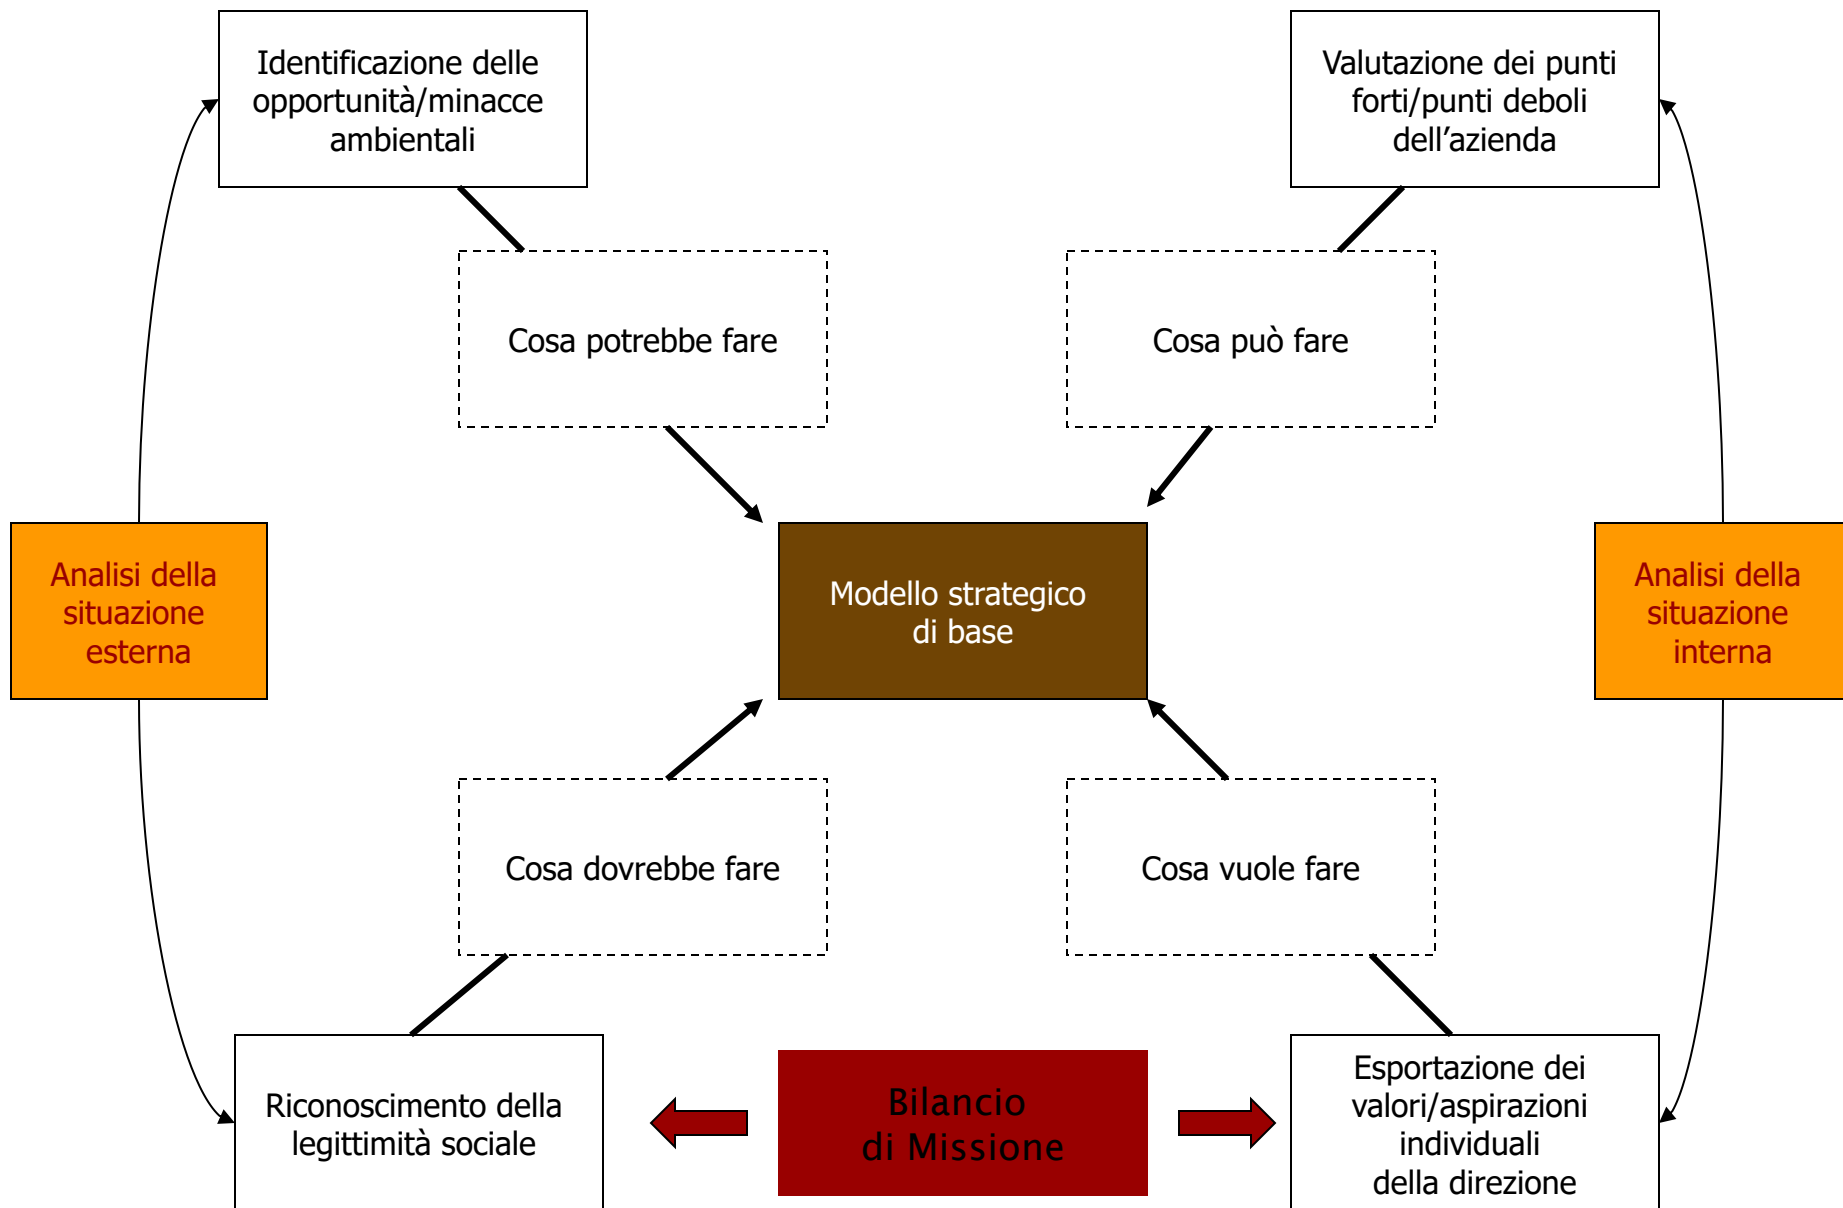 Identificazione delle
opportunità/minacce
ambientali
Valutazione dei punti
forti/punti deboli
dell’azienda
Cosa potrebbe fare
Cosa può fare
Analisi della
situazione
esterna
Modello strategico
di base
Analisi della
situazione
interna
Cosa dovrebbe fare
Cosa vuole fare
Riconoscimento della
legittimità sociale
Bilancio
di Missione
Esportazione dei
valori/aspirazioni
individuali
della direzione